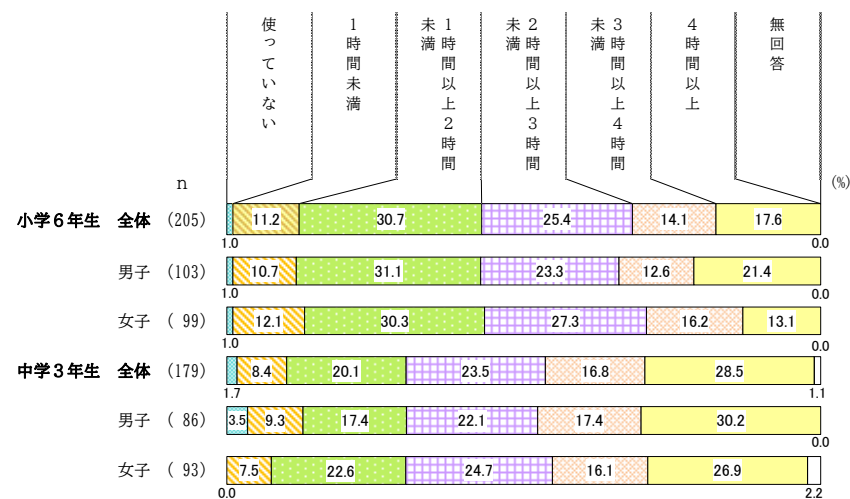 使っていない
１時間未満
１時間以上２時間
未満
２時間以上３時間
未満
３時間以上４時間
未満
４時間以上
無回答
n
(%)
小学６年生 全体 (205) 11.2 30.7 25.4 14.1 17.6
1.0 0.0
男子 (103) 10.7 31.1 23.3 12.6 21.4
1.0 0.0
女子 ( 99) 12.1 30.3 27.3 16.2 13.1
1.0 0.0
中学３年生 全体 (179) 8.4 20.1 23.5 16.8 28.5
1.7 1.1
男子 ( 86) 3.5 9.3 17.4 22.1 17.4 30.2
0.0
女子 ( 93) 7.5 22.6 24.7 16.1 26.9
0.0 2.2